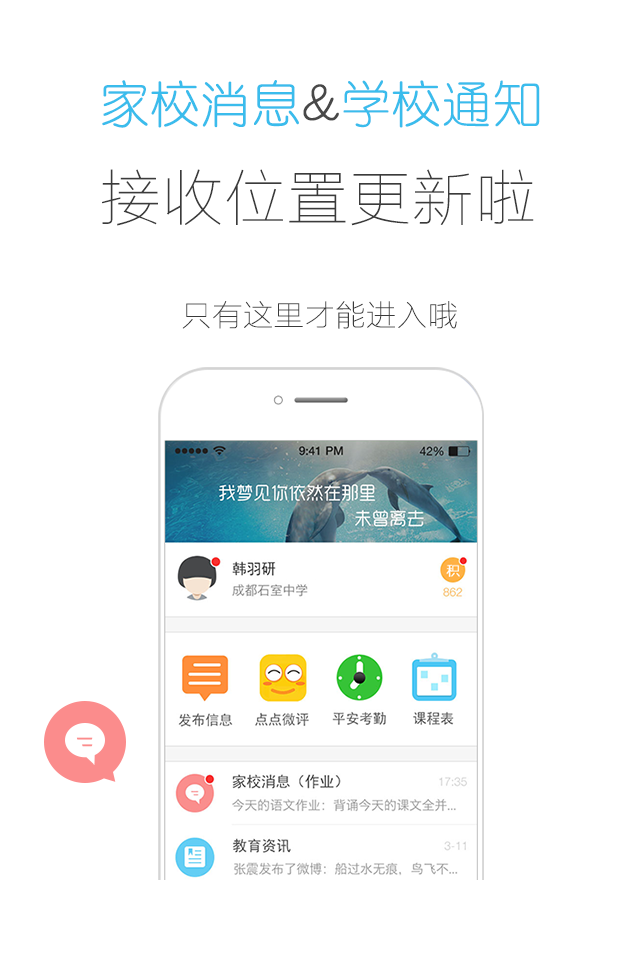 家校消息&学校通知
接收位置更新啦
只有这里才能进入哦
9:41 PM
42%
我梦见你依然在那里
未曾离去
韩羽研
成都石室中学
积
862
发布信息
点点微评
平安考勤
课程表
家校消息（作业）
17:35
今天的语文作业：背诵今天的课文全并...
教育资讯
3-11
张震发布了微博：船过水无痕，鸟飞不...